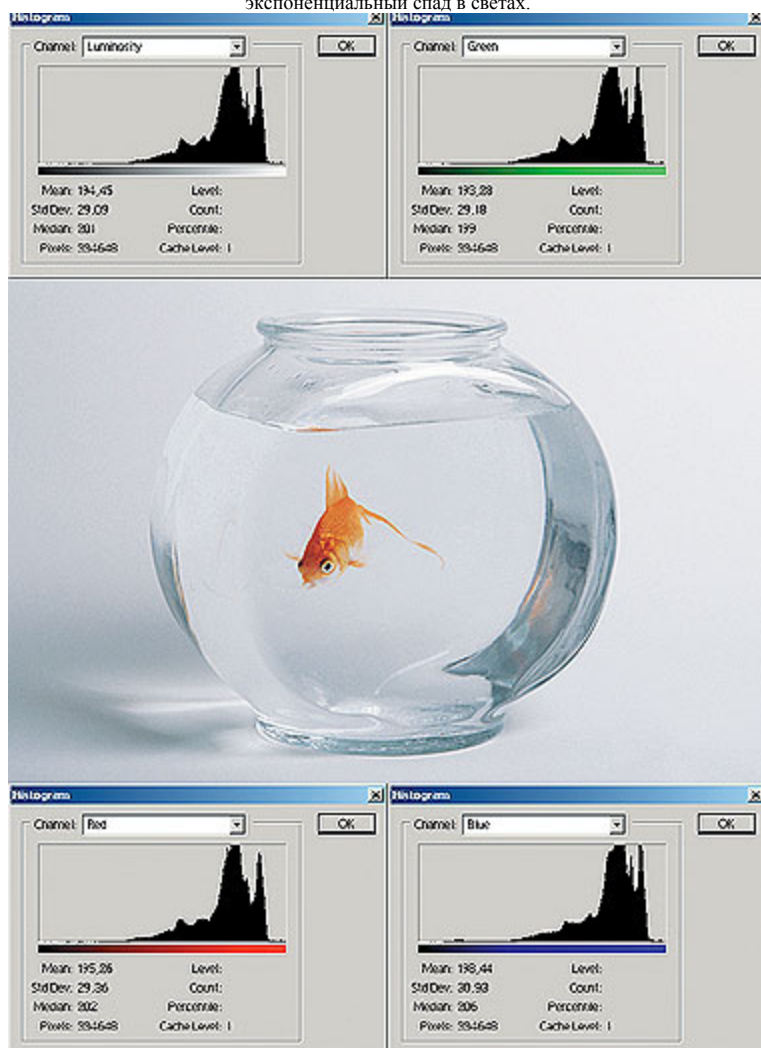 экспоненциальный спад в светах.
Histogram
Channel: Luminosity
OK
Mean: 194,45
Level:
Std Dev: 29.09
Count:
Median: 201
Percentile:
Pixels: 334648
Cache Level: 1
Histogram
Channel: Green
OK
Mean: 193,28
Level:
Std Dev: 29.18
Count:
Median: 199
Percentile:
Pixels: 334648
Cache Level: 1
Histogram
Channel: Red
OK
Mean: 195,26
Level:
Std Dev: 29.36
Count:
Median: 202
Percentile:
Pixels: 334648
Cache Level: 1
Histogram
Channel: Blue
OK
Mean: 198,44
Level:
Std Dev: 30.93
Count:
Median: 206
Percentile:
Pixels: 334648
Cache Level: 1